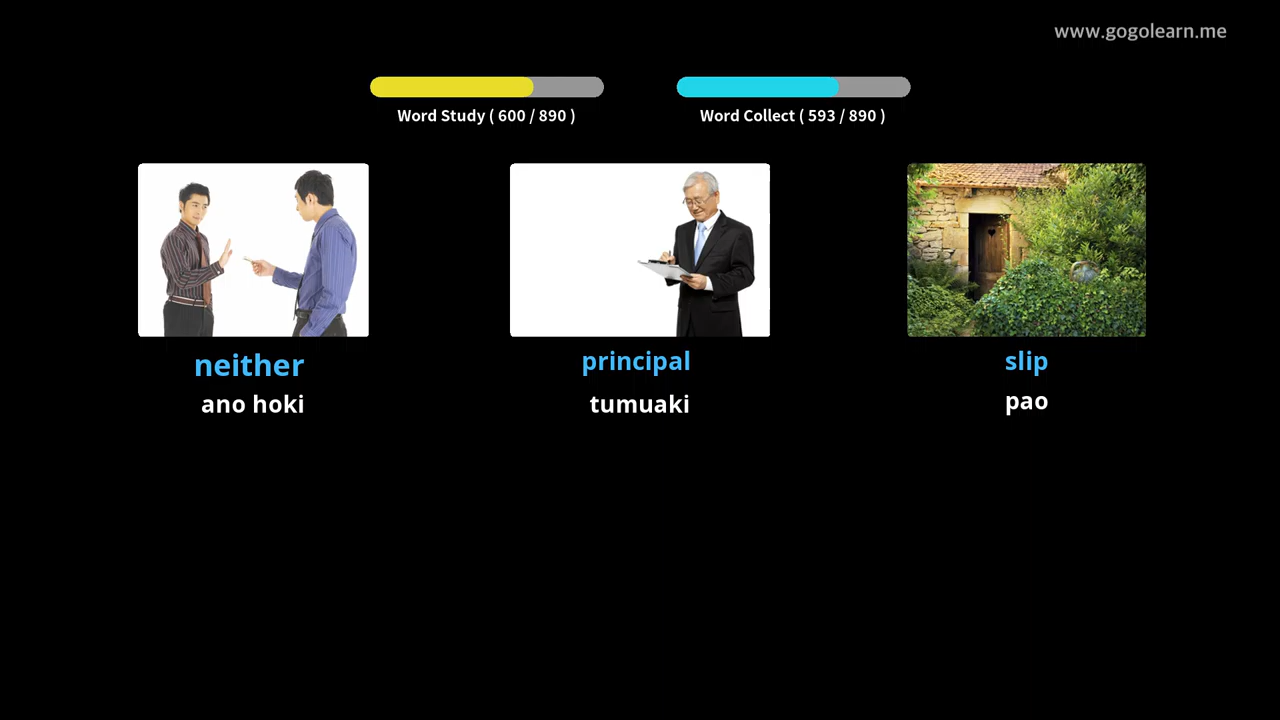 www.gogolearn.me
Word Study ( 600 / 890 )
Word Collect ( 593 / 890 )
neither
principal
slip
ano hoki
tumuaki
pao